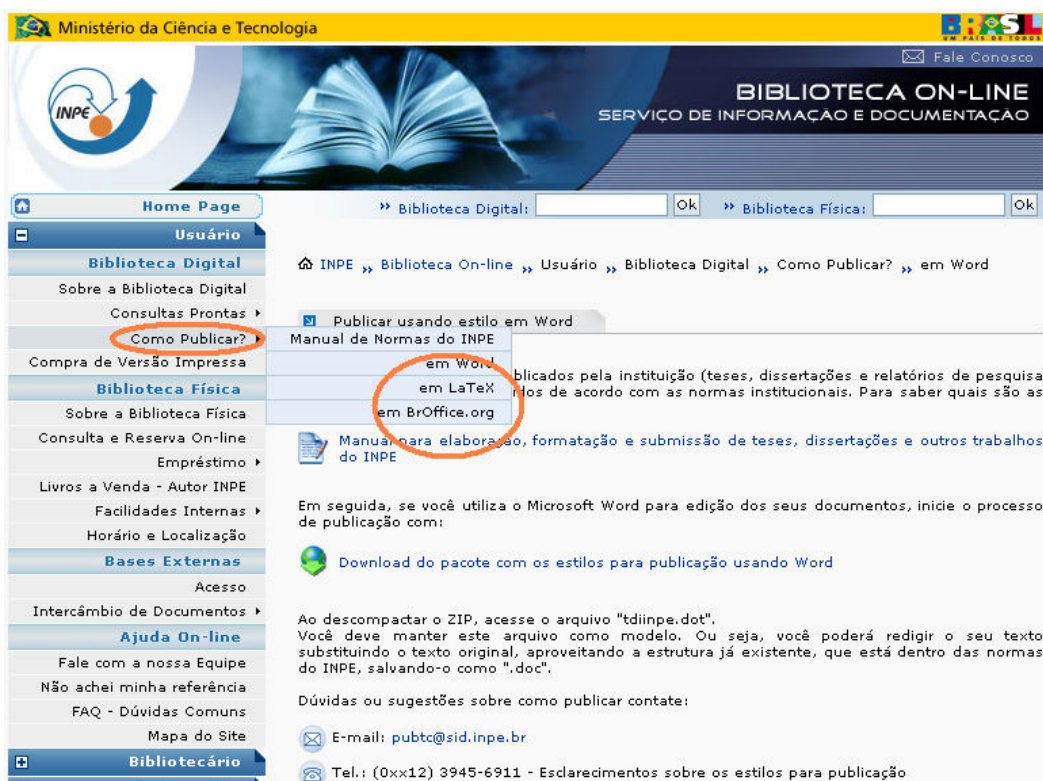 Ministério da Ciência e Tecnologia
BRASIL
UM PAÍS DE TODOS
Fale Conosco
INPE
BIBLIOTECA ON-LINE
SERVIÇO DE INFORMAÇÃO E DOCUMENTAÇÃO
Home Page
Biblioteca Digital: Ok
Biblioteca Física: Ok
Usuário
Biblioteca Digital
Sobre a Biblioteca Digital
Consultas Prontas
Como Publicar?
Compra de Versão Impressa
Biblioteca Física
Sobre a Biblioteca Física
Consulta e Reserva On-line
Empréstimo
Livros a Venda - Autor INPE
Facilidades Internas
Horário e Localização
Bases Externas
Acesso
Intercâmbio de Documentos
Ajuda On-line
Fale com a nossa Equipe
Não achei minha referência
FAQ - Dúvidas Comuns
Mapa do Site
Bibliotecário
Manual de Normas do INPE
em Word
em LaTeX
em BrOffice.org
INPE ,, Biblioteca On-line ,, Usuário ,, Biblioteca Digital ,, Como Publicar? ,, em Word
Publicar usando estilo em Word
blicados pela instituição (teses, dissertações e relatórios de pesquisa
dos de acordo com as normas institucionais. Para saber quais são as
Manual para elaboração, formatação e submissão de teses, dissertações e outros trabalhos
do INPE
Em seguida, se você utiliza o Microsoft Word para edição dos seus documentos, inicie o processo
de publicação com:
Download do pacote com os estilos para publicação usando Word
Ao descompactar o ZIP, acesse o arquivo "tdiinpe.dot".
Você deve manter este arquivo como modelo. Ou seja, você poderá redigir o seu texto
substituindo o texto original, aproveitando a estrutura já existente, que está dentro das normas
do INPE, salvando-o como ".doc".
Dúvidas ou sugestões sobre como publicar contate:
E-mail: pubtc@sid.inpe.br
Tel.: (0xx12) 3945-6911 - Esclarecimentos sobre os estilos para publicação